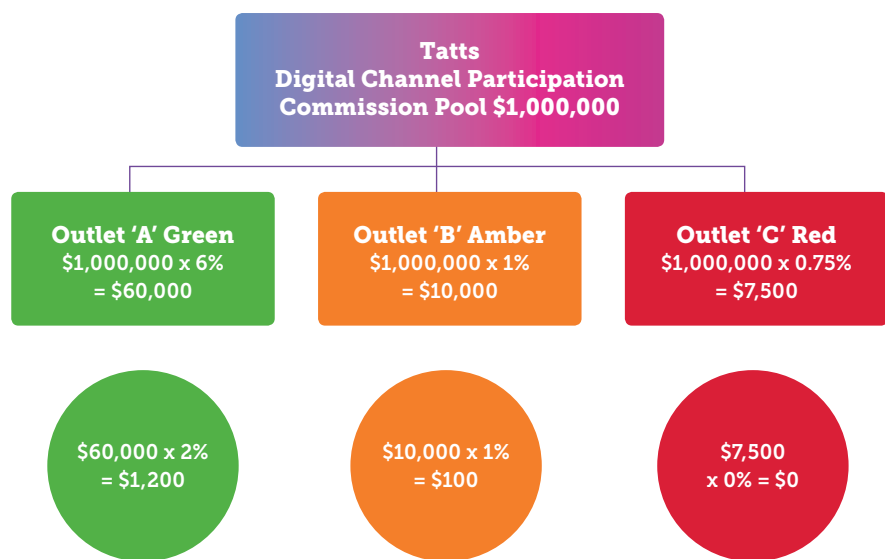 Tatts
Digital Channel Participation
Commission Pool $1,000,000
Outlet ‘A’ Green
$1,000,000 x 6%
= $60,000
Outlet ‘B’ Amber
$1,000,000 x 1%
= $10,000
Outlet ‘C’ Red
$1,000,000 x 0.75%
= $7,500
$60,000 x 2%
= $1,200
$10,000 x 1%
= $100
$7,500
x 0% = $0